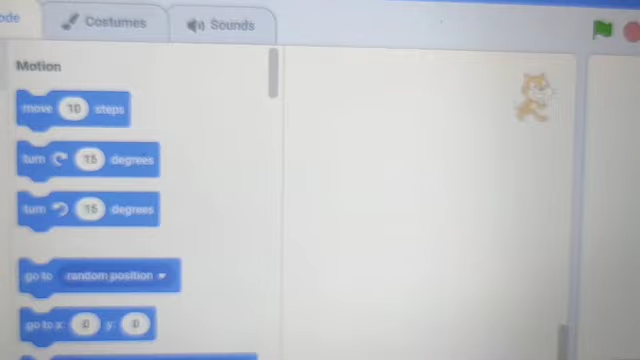 ode Costumes Sounds
Motion
move 10 steps
turn 15 degrees
turn 15 degrees
go to random position
go to x: 0 y: 0